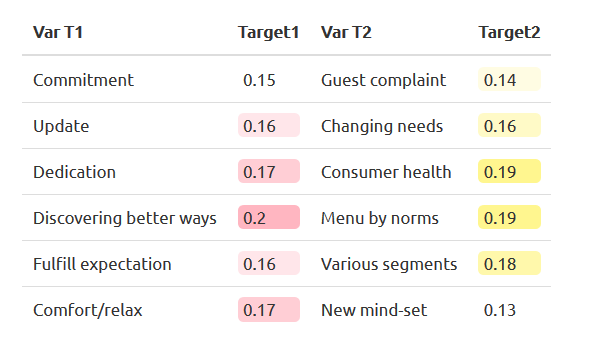 Var T1 Target1 Var T2 Target2
Commitment 0.15 Guest complaint 0.14
Update 0.16 Changing needs 0.16
Dedication 0.17 Consumer health 0.19
Discovering better ways 0.2 Menu by norms 0.19
Fulfill expectation 0.16 Various segments 0.18
Comfort/relax 0.17 New mind-set 0.13